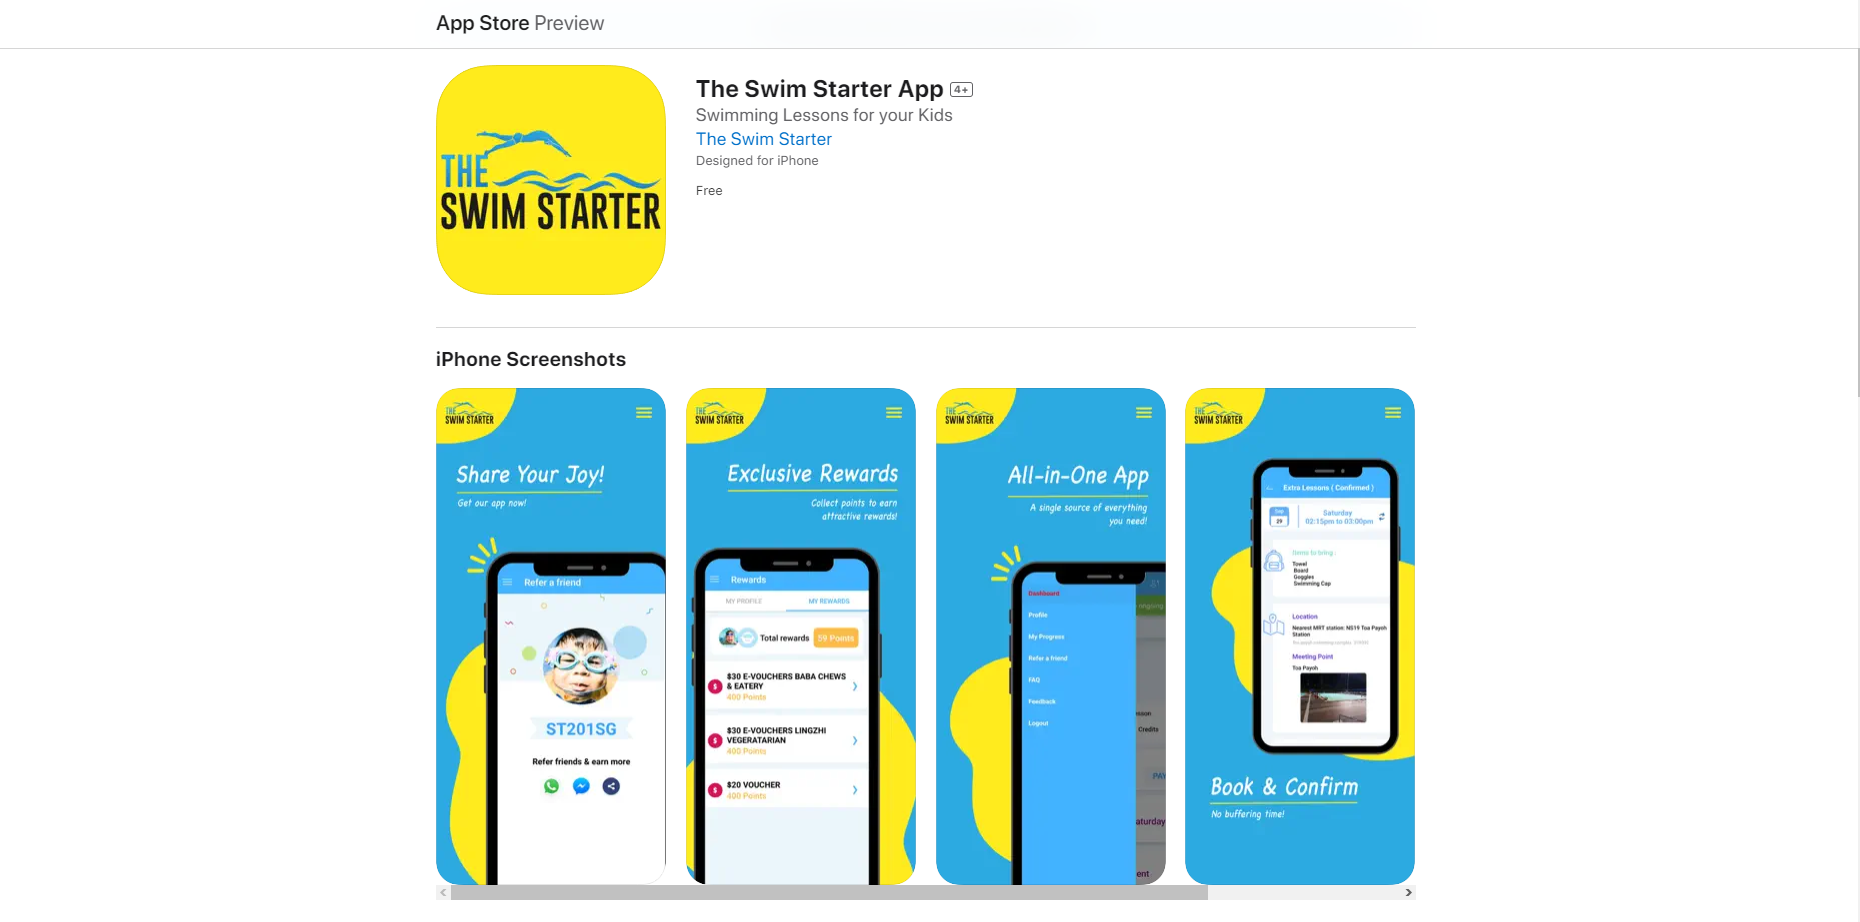 App Store Preview
The Swim Starter App 4+
Swimming Lessons for your Kids
The Swim Starter
Designed for iPhone
Free
THE
SWIM STARTER
iPhone Screenshots
THE
SWIM STARTER
Share Your Joy!
Get our app now!
Refer a friend
ST201SG
Refer friends & earn more
THE
SWIM STARTER
Exclusive Rewards
Collect points to earn
attractive rewards!
Rewards
MY PROFILE MY REWARDS
Total rewards 59 Points
$30 E-VOUCHERS BABA CHEWS
& EATERY
400 Points
$30 E-VOUCHERS LINGZHI
VEGERATARIAN
400 Points
$20 VOUCHER
400 Points
THE
SWIM STARTER
All-in-One App
A single source of everything
you need!
Dashboard
ongoing
Profile
My Progress
Refer a friend
FAQ
Feedback
Logout
Credits
PAY
aturday
ent
THE
SWIM STARTER
Extra Lessons ( Confirmed )
Sep
29
Saturday
02:15pm to 03:00pm
Items to bring :
Towel
Board
Goggles
Swimming Cap
Location
Nearest MRT station: NS19 Toa Payoh
Station
Meeting Point
Toa Payoh
Book & Confirm
No buffering time!